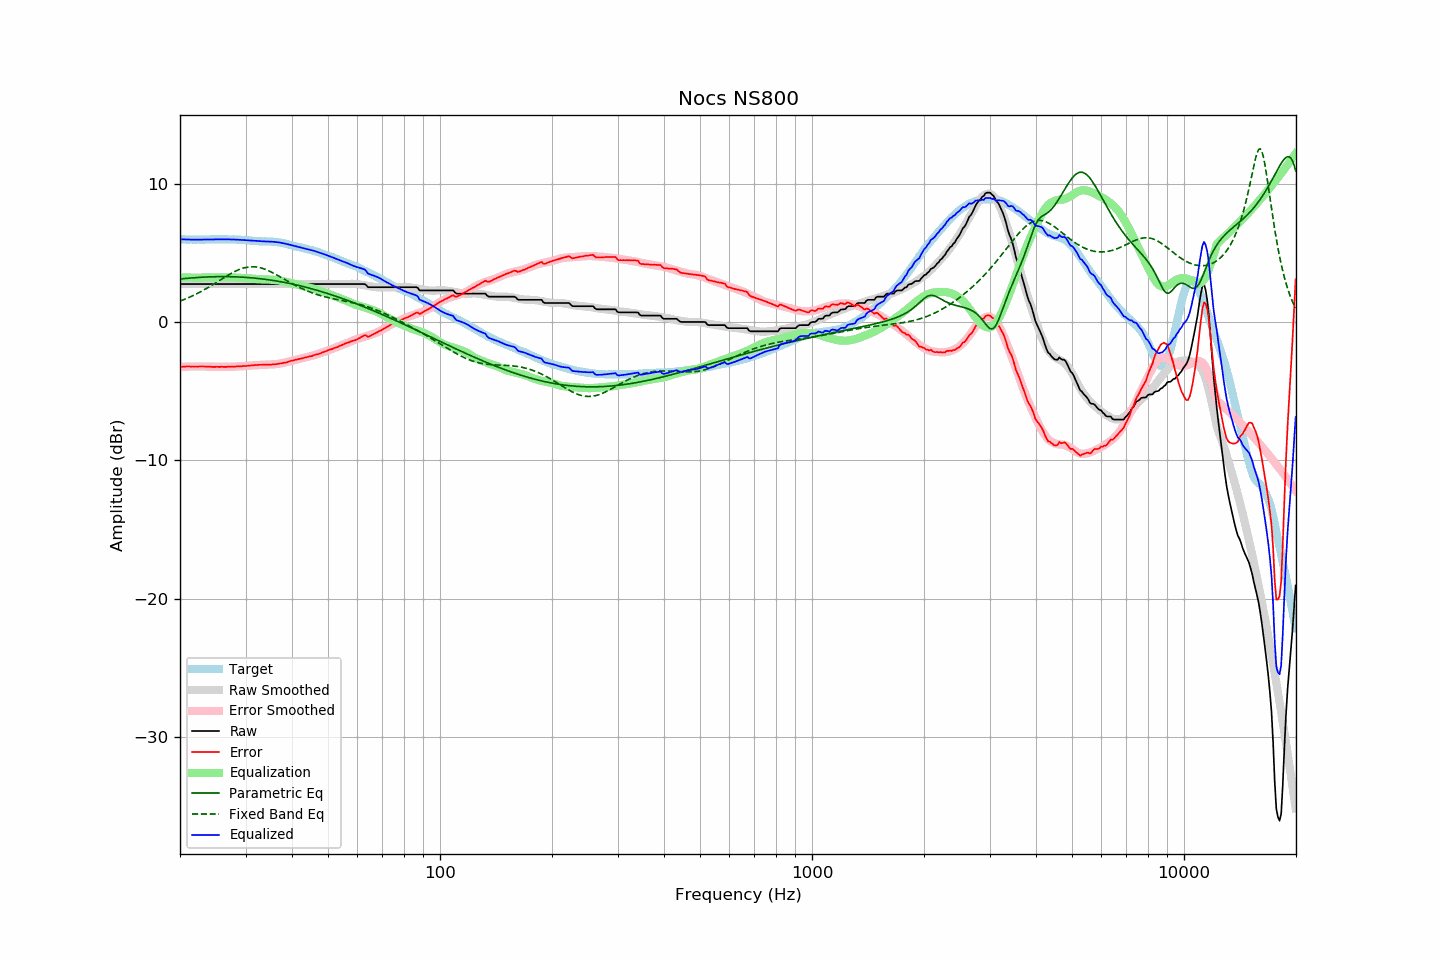 Nocs NS800
Amplitude (dBr)
10
0
−10
−20
−30
Target
Raw Smoothed
Error Smoothed
Raw
Error
Equalization
Parametric Eq
Fixed Band Eq
Equalized
100
1000
10000
Frequency (Hz)